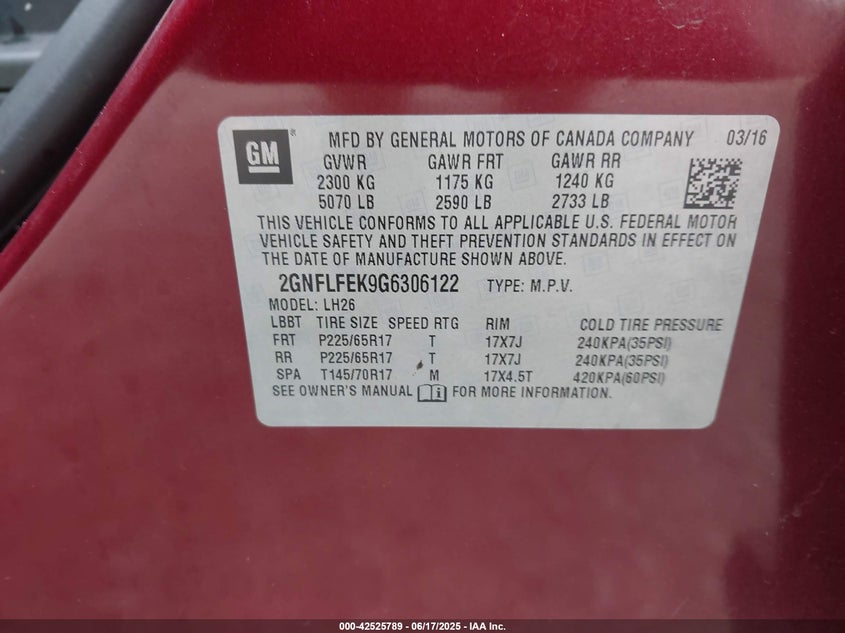 GM ® MFD BY GENERAL MOTORS OF CANADA COMPANY 03/16
GVWR GAWR FRT GAWR RR
2300 KG 1175 KG 1240 KG
5070 LB 2590 LB 2733 LB
THIS VEHICLE CONFORMS TO ALL APPLICABLE U.S. FEDERAL MOTOR
VEHICLE SAFETY AND THEFT PREVENTION STANDARDS IN EFFECT ON
THE DATE OF MANUFACTURE SHOWN ABOVE.
2GNFLFEK9G6306122 TYPE: M.P.V.
MODEL: LH26
LBBT TIRE SIZE SPEED RTG RIM COLD TIRE PRESSURE
FRT P225/65R17 T 17X7J 240KPA(35PSI)
RR P225/65R17 T 17X7J 240KPA(35PSI)
SPA T145/70R17 M 17X4.5T 420KPA(60PSI)
SEE OWNER'S MANUAL FOR MORE INFORMATION.
000-42525789 - 06/17/2025 - IAA Inc.